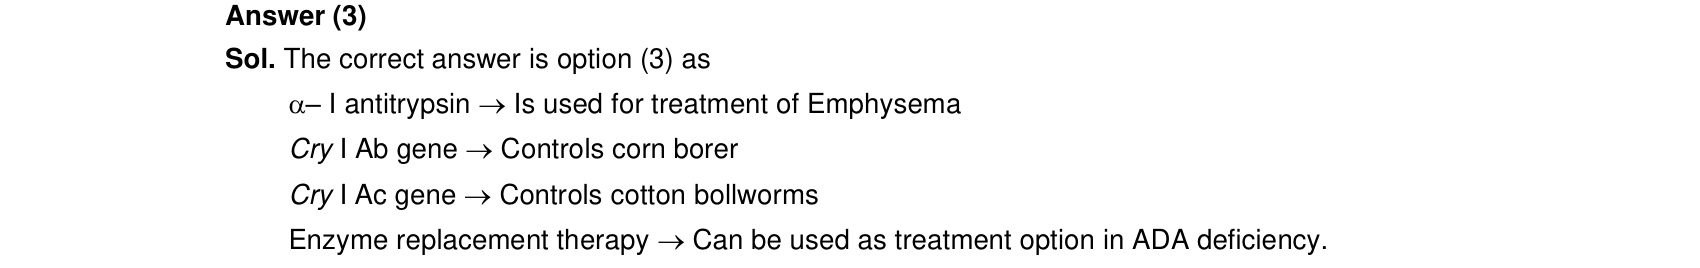 Answer (3)
Sol. The correct answer is option (3) as
α– I antitrypsin → Is used for treatment of Emphysema
Cry I Ab gene → Controls corn borer
Cry I Ac gene → Controls cotton bollworms
Enzyme replacement therapy → Can be used as treatment option in ADA deficiency.